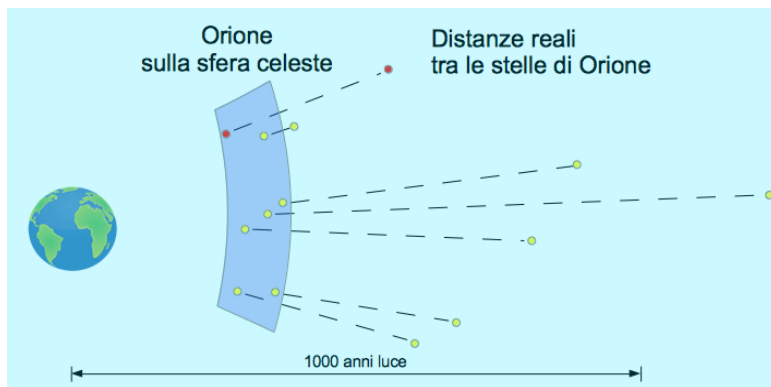 Orione
sulla sfera celeste
Distanze reali
tra le stelle di Orione
1000 anni luce